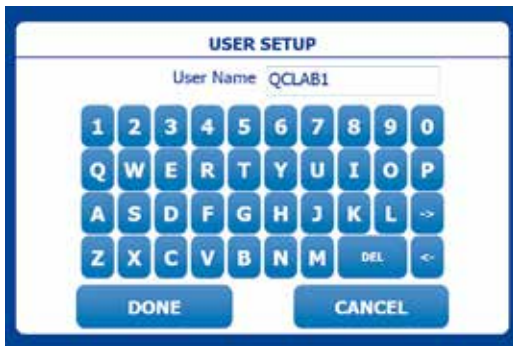 USER SETUP
User Name QCLAB1
1 2 3 4 5 6 7 8 9 0
Q W E R T Y U I O P
A S D F G H J K L ->
Z X C V B N M DEL <-
DONE CANCEL